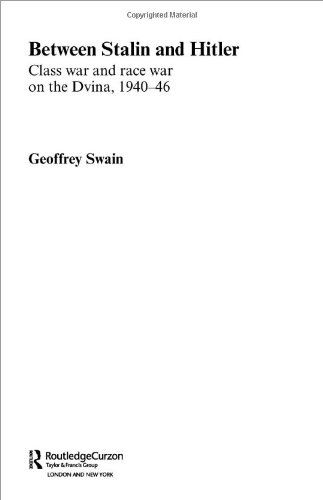 Copyrighted Material
Between Stalin and Hitler
Class war and race war
on the Dvina, 1940–46
Geoffrey Swain
RoutledgeCurzon
Taylor & Francis Group
LONDON AND NEW YORK